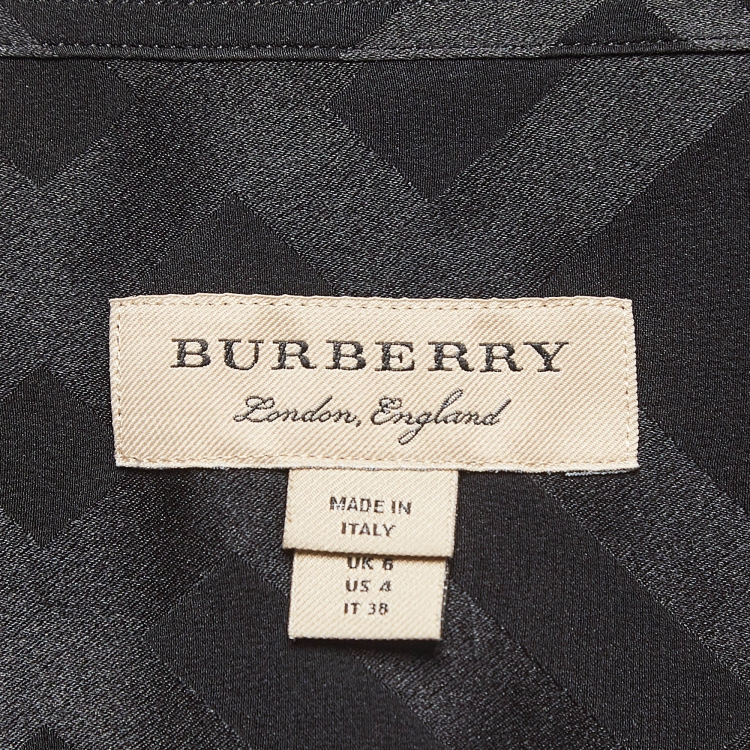 BURBERRY
London, England
MADE IN
ITALY
UK 6
US 4
IT 38